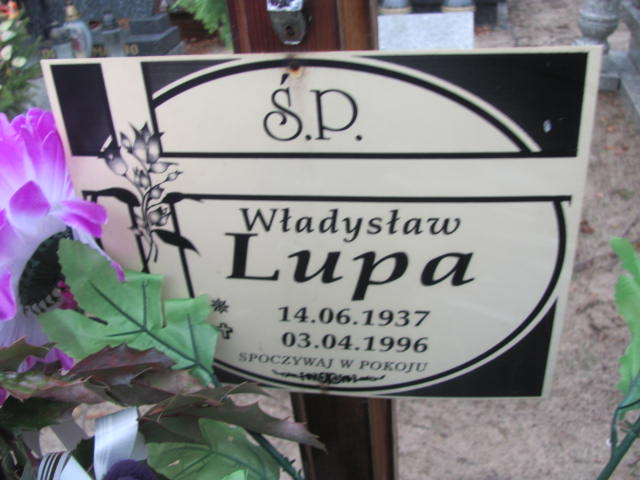 Ś.P.
Władysław
Lupa
14.06.1937
03.04.1996
SPOCZYWAJ W POKOJU